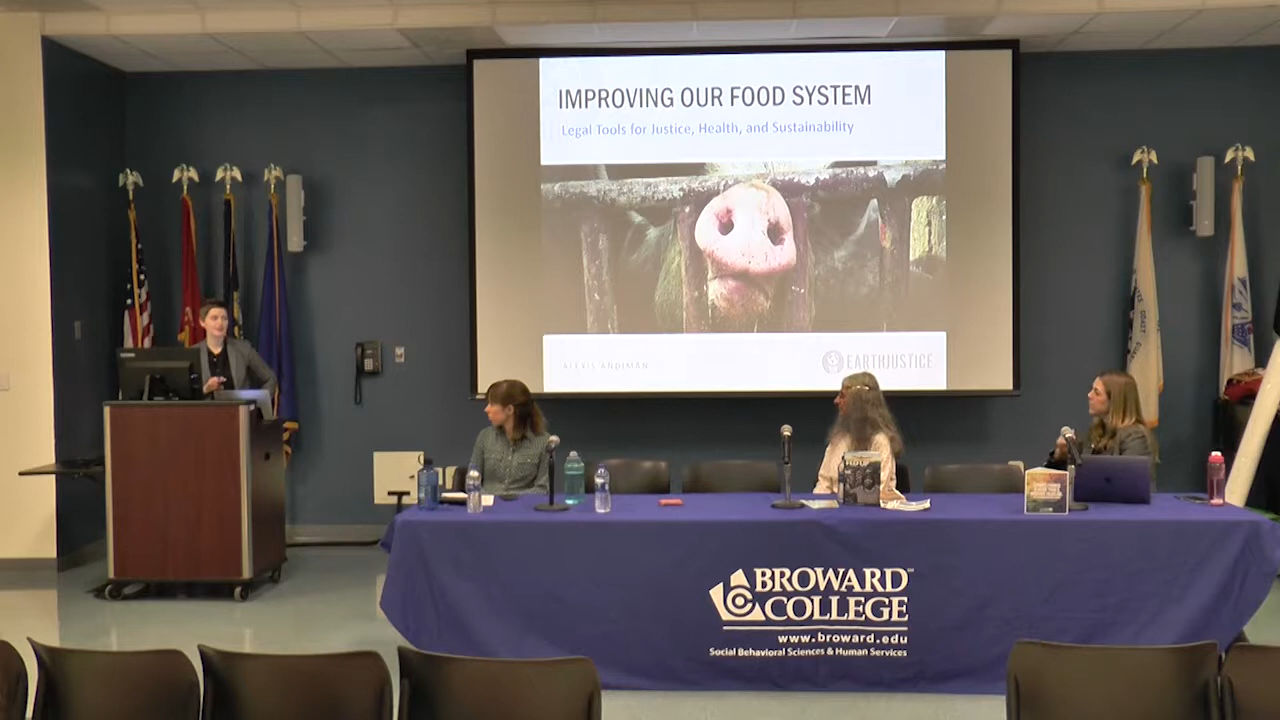 IMPROVING OUR FOOD SYSTEM
Legal Tools for Justice, Health, and Sustainability
ALEXIS ANDIMAN
EARTHJUSTICE
BROWARD
COLLEGE
www.broward.edu
Social Behavioral Sciences & Human Services